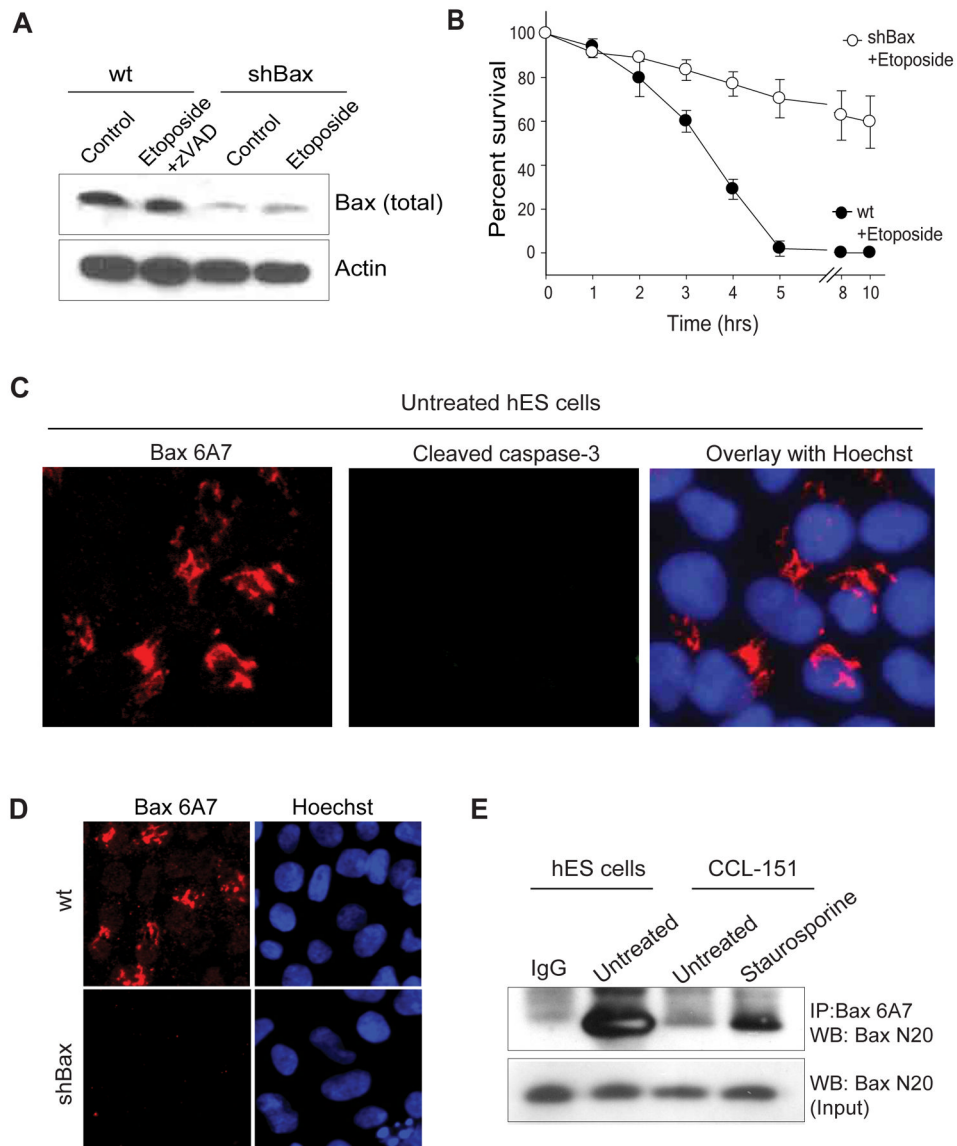 A
wt
shBax
Control
Etoposide
+zVAD
Control
Etoposide
Bax (total)
Actin
B
Percent survival
100
80
60
40
20
0
0
1
2
3
4
5
8
10
Time (hrs)
shBax
+Etoposide
wt
+Etoposide
C
Untreated hES cells
Bax 6A7
Cleaved caspase-3
Overlay with Hoechst
D
Bax 6A7
Hoechst
wt
shBax
E
hES cells
CCL-151
IgG
Untreated
Untreated
Staurosporine
IP:Bax 6A7
WB: Bax N20
WB: Bax N20
(Input)